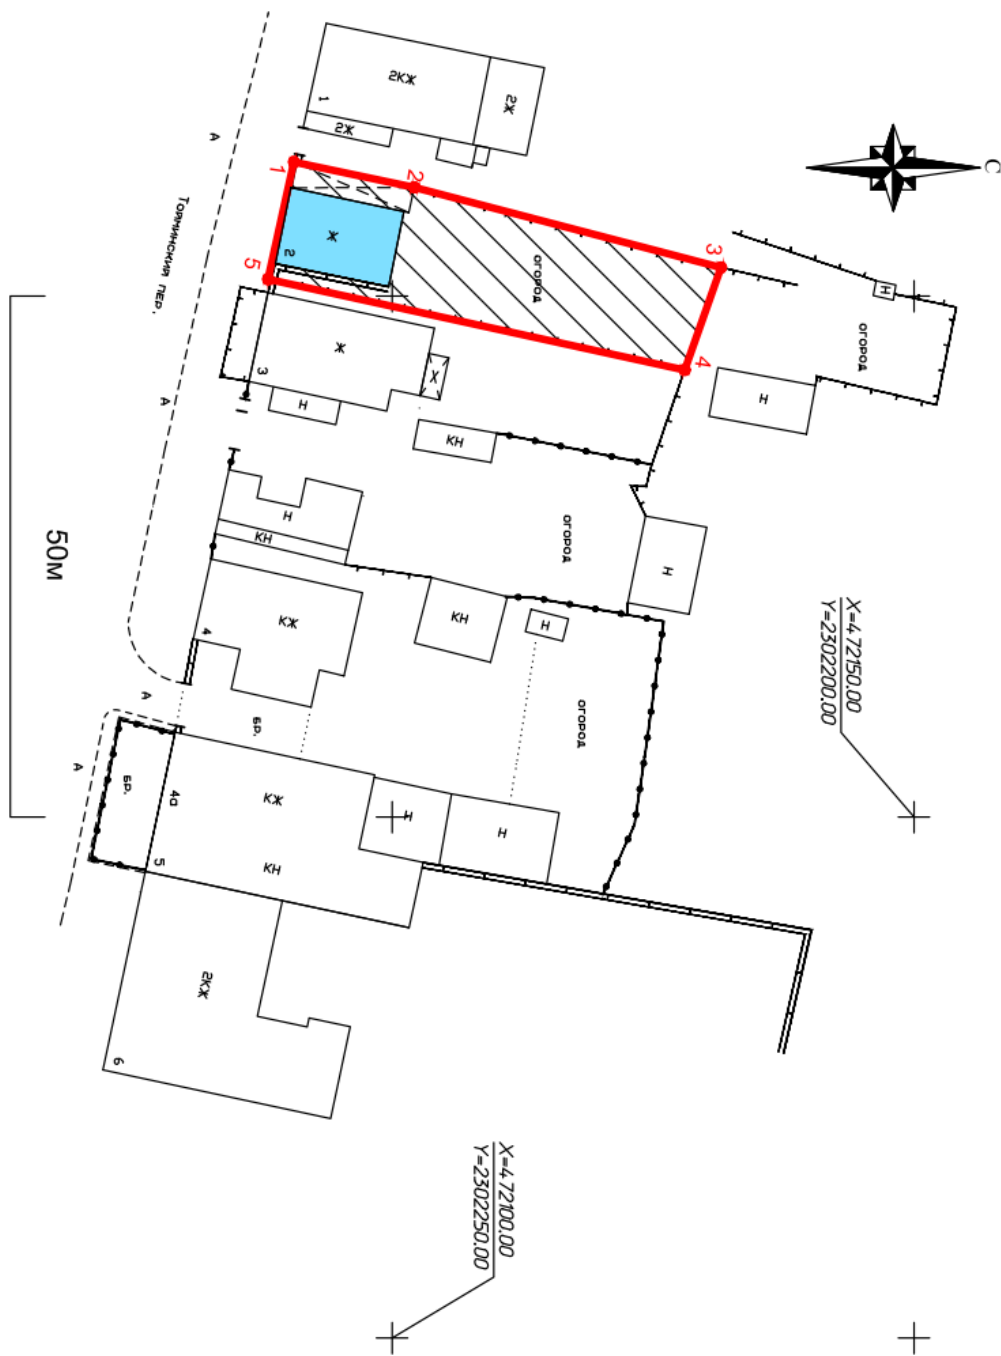 С
2КЖ
2Ж
1
2Ж
1
2
3
4
5
Ж
2
ОГОРОД
Н
ОГОРОД
Н
Ж
3
Х
Н
КН
Н
КН
ОГОРОД
Н
КЖ
4
КН
Н
ОГОРОД
БР.
БР.
4а
КЖ
КН
5
Н
Н
2КЖ
6
А
А
А
А
ПЕР.
50м
X=472150.00
Y=2302200.00
X=472100.00
Y=2302250.00